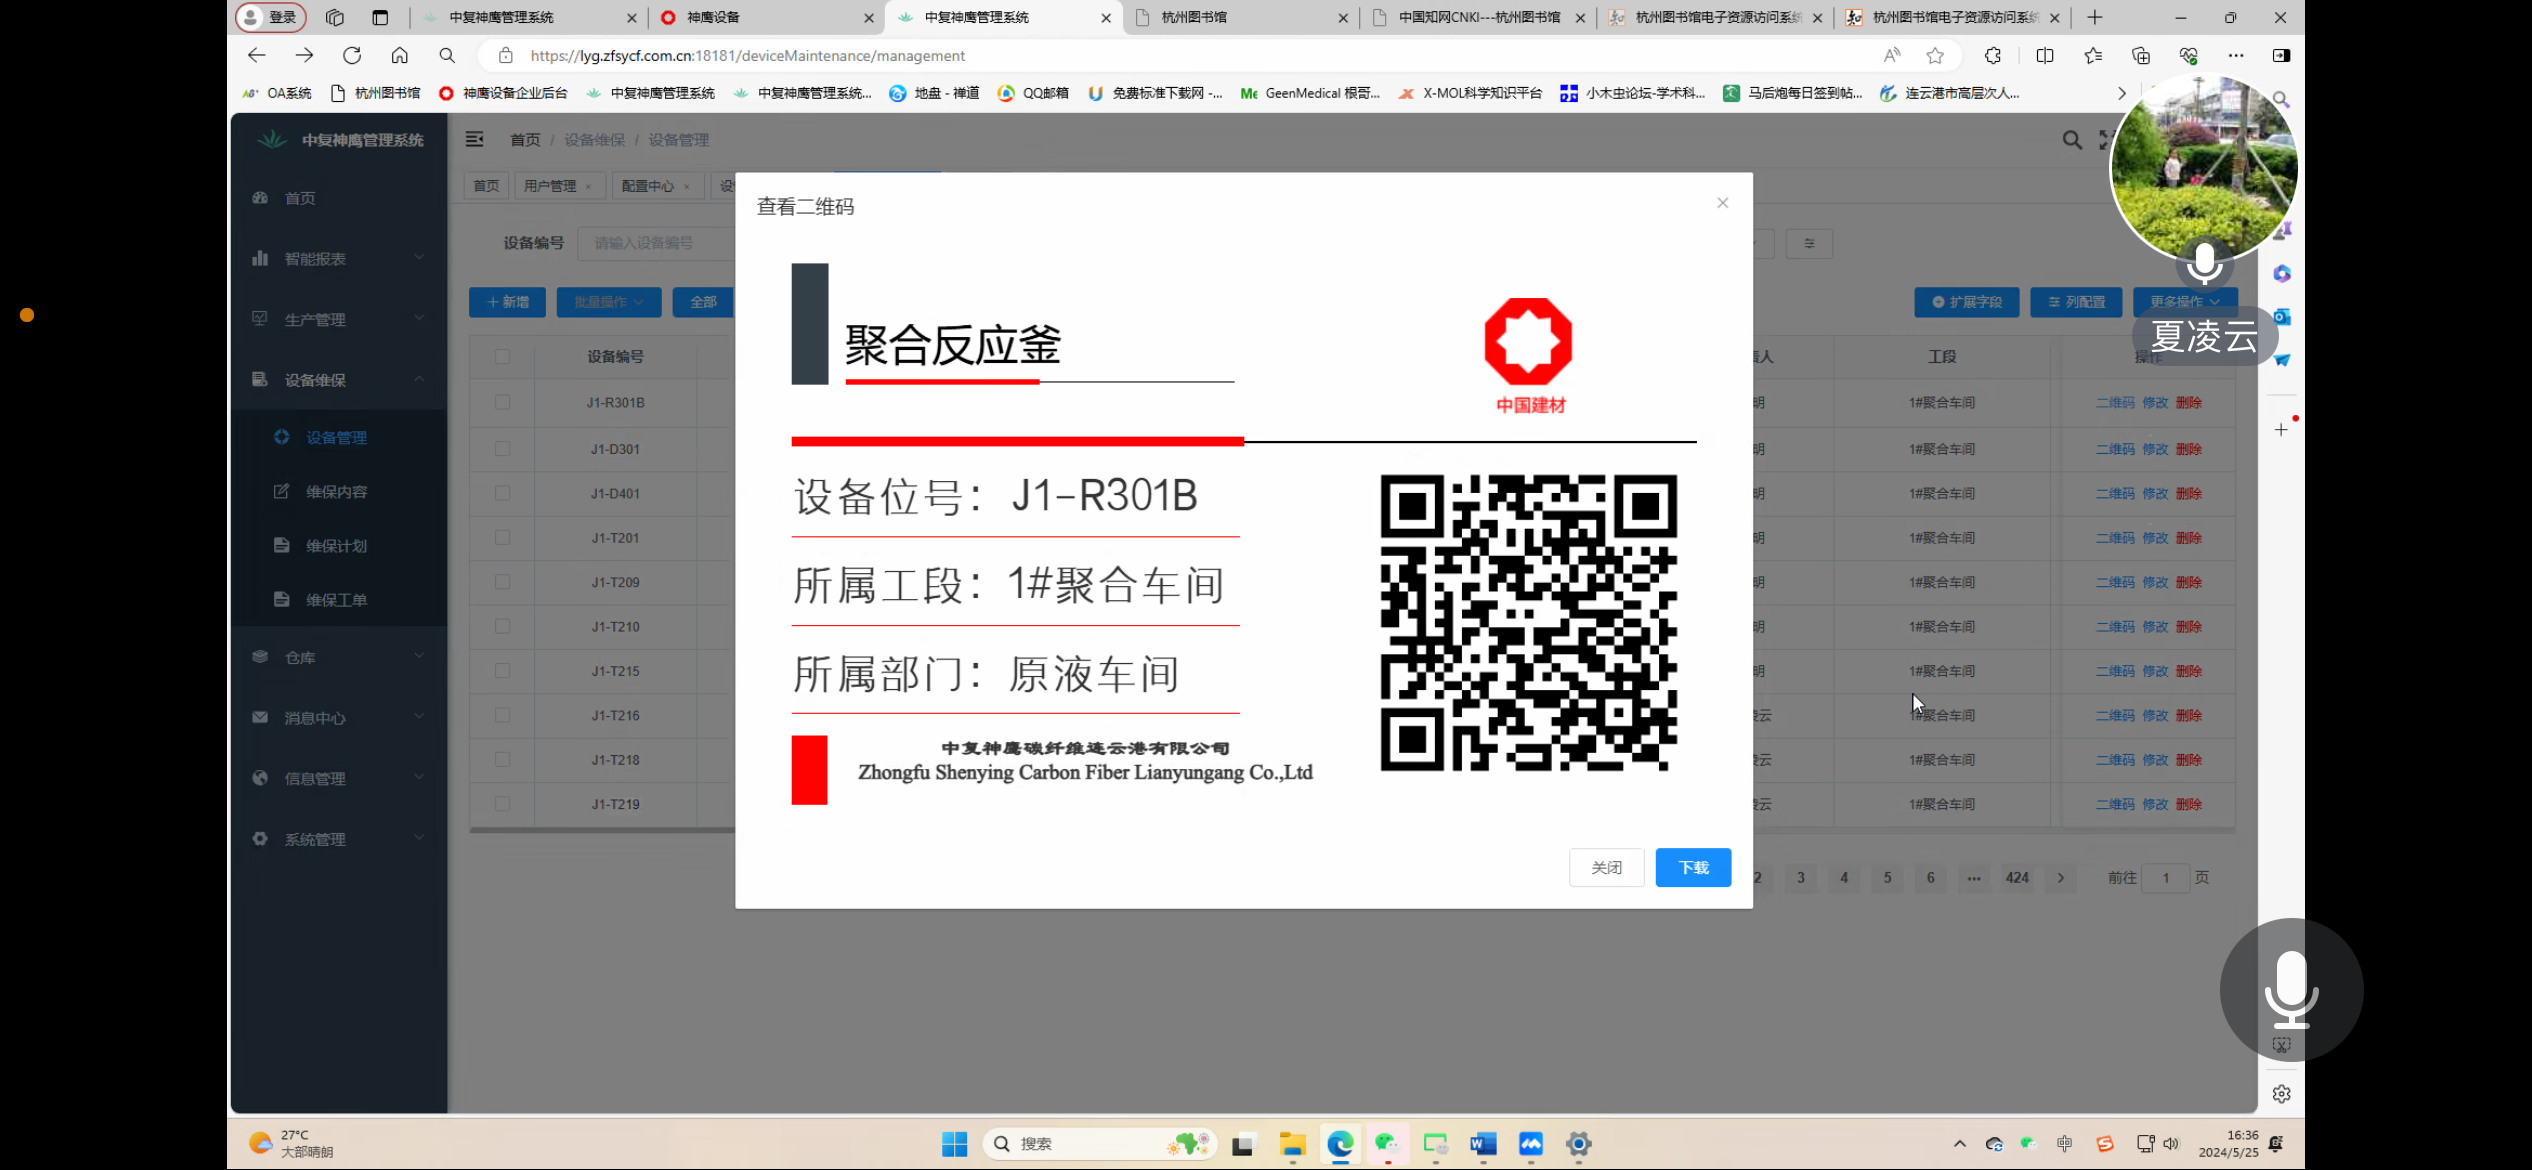 登录
中复神鹰管理系统
神鹰设备
中复神鹰管理系统
杭州图书馆
中国知网CNKI---杭州图书馆
杭州图书馆电子资源访问系统
杭州图书馆电子资源访问系统
https://lyg.zfsycf.com.cn:18181/deviceMaintenance/management
OA系统
杭州图书馆
神鹰设备企业后台
中复神鹰管理系统
中复神鹰管理系统...
地盘 - 禅道
QQ邮箱
免费标准下载网 -...
GeenMedical 根哥...
X-MOL科学知识平台
小木虫论坛-学术科...
马后炮每日签到帖...
连云港市高层次人...
中复神鹰管理系统
首页
智能报表
生产管理
设备维保
设备管理
维保内容
维保计划
维保工单
仓库
消息中心
信息管理
系统管理
首页 / 设备维保 / 设备管理
首页
用户管理
配置中心
设备编号
请输入设备编号
+ 新增
批量操作
全部
扩展字段
列配置
更多操作
夏凌云
设备编号 工段
J1-R301B 明 1#聚合车间 二维码 修改 删除
J1-D301 明 1#聚合车间 二维码 修改 删除
J1-D401 明 1#聚合车间 二维码 修改 删除
J1-T201 明 1#聚合车间 二维码 修改 删除
J1-T209 明 1#聚合车间 二维码 修改 删除
J1-T210 明 1#聚合车间 二维码 修改 删除
J1-T215 明 1#聚合车间 二维码 修改 删除
J1-T216 云 1#聚合车间 二维码 修改 删除
J1-T218 云 1#聚合车间 二维码 修改 删除
J1-T219 云 1#聚合车间 二维码 修改 删除
2 3 4 5 6 ... 424 > 前往 1 页
查看二维码
聚合反应釜
中国建材
设备位号：J1-R301B
所属工段：1#聚合车间
所属部门：原液车间
中复神鹰碳纤维连云港有限公司
Zhongfu Shenying Carbon Fiber Lianyungang Co.,Ltd
关闭
下载
27°C
大部晴朗
搜索
中
16:36
2024/5/25